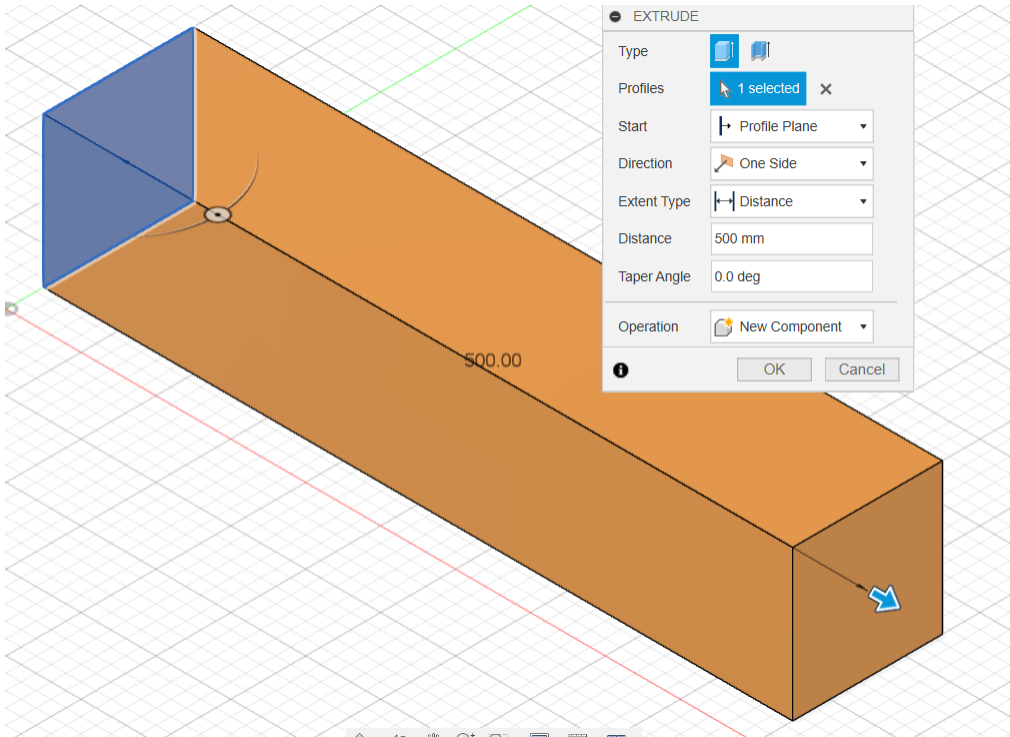 EXTRUDE
Type
Profiles 1 selected
Start Profile Plane
Direction One Side
Extent Type Distance
Distance 500 mm
Taper Angle 0.0 deg
Operation New Component
OK Cancel
500.00